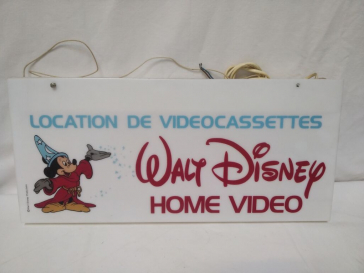 LOCATION DE VIDEOCASSETTES
WALT DISNEY
HOME VIDEO